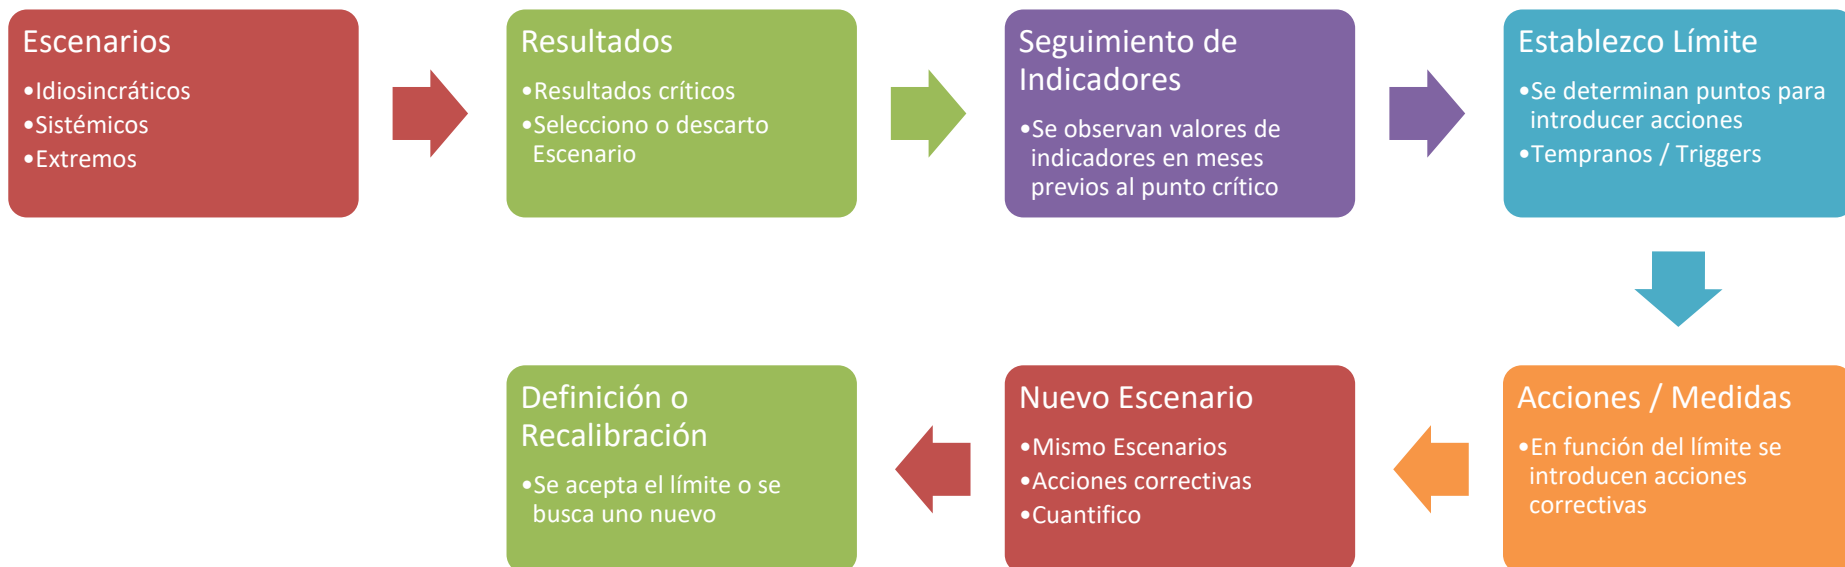 Escenarios
•Idiosincráticos
•Sistémicos
•Extremos
Resultados
•Resultados críticos
•Selecciono o descarto
Escenario
Seguimiento de
Indicadores
•Se observan valores de
indicadores en meses
previos al punto crítico
Establezco Límite
•Se determinan puntos para
introducer acciones
•Tempranos / Triggers
Acciones / Medidas
•En función del límite se
introducen acciones
correctivas
Nuevo Escenario
•Mismo Escenarios
•Acciones correctivas
•Cuantifico
Definición o
Recalibración
•Se acepta el límite o se
busca uno nuevo